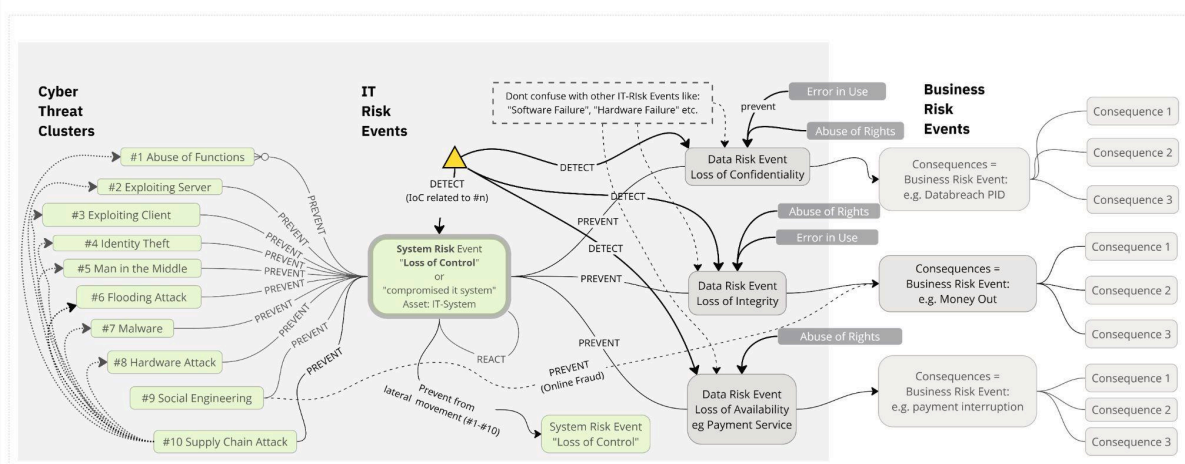 Cyber
Threat
Clusters
#1 Abuse of Functions
#2 Exploiting Server
#3 Exploiting Client
#4 Identity Theft
#5 Man in the Middle
#6 Flooding Attack
#7 Malware
#8 Hardware Attack
#9 Social Engineering
#10 Supply Chain Attack
PREVENT
PREVENT
PREVENT
PREVENT
PREVENT
PREVENT
PREVENT
PREVENT
PREVENT
PREVENT
IT
Risk
Events
DETECT
(IoC related to #n)
System Risk Event
"Loss of Control"
or
"compromised it system"
Asset: IT-System
REACT
Prevent from
lateral movement (#1-#10)
System Risk Event
"Loss of Control"
Dont confuse with other IT-RIsk Events like:
"Software Failure", "Hardware Failure" etc.
DETECT
DETECT
PREVENT
DETECT
PREVENT
PREVENT
PREVENT
(Online Fraud)
prevent
Error in Use
Abuse of Rights
Data Risk Event
Loss of Confidentiality
Abuse of Rights
Error in Use
Data Risk Event
Loss of Integrity
Abuse of Rights
Data Risk Event
Loss of Availability
eg Payment Service
Business
Risk
Events
Consequences =
Business Risk Event:
e.g. Databreach PID
Consequence 1
Consequence 2
Consequence 3
Consequences =
Business Risk Event:
e.g. Money Out
Consequence 1
Consequence 2
Consequence 3
Consequences =
Business Risk Event:
e.g. payment interruption
Consequence 1
Consequence 2
Consequence 3